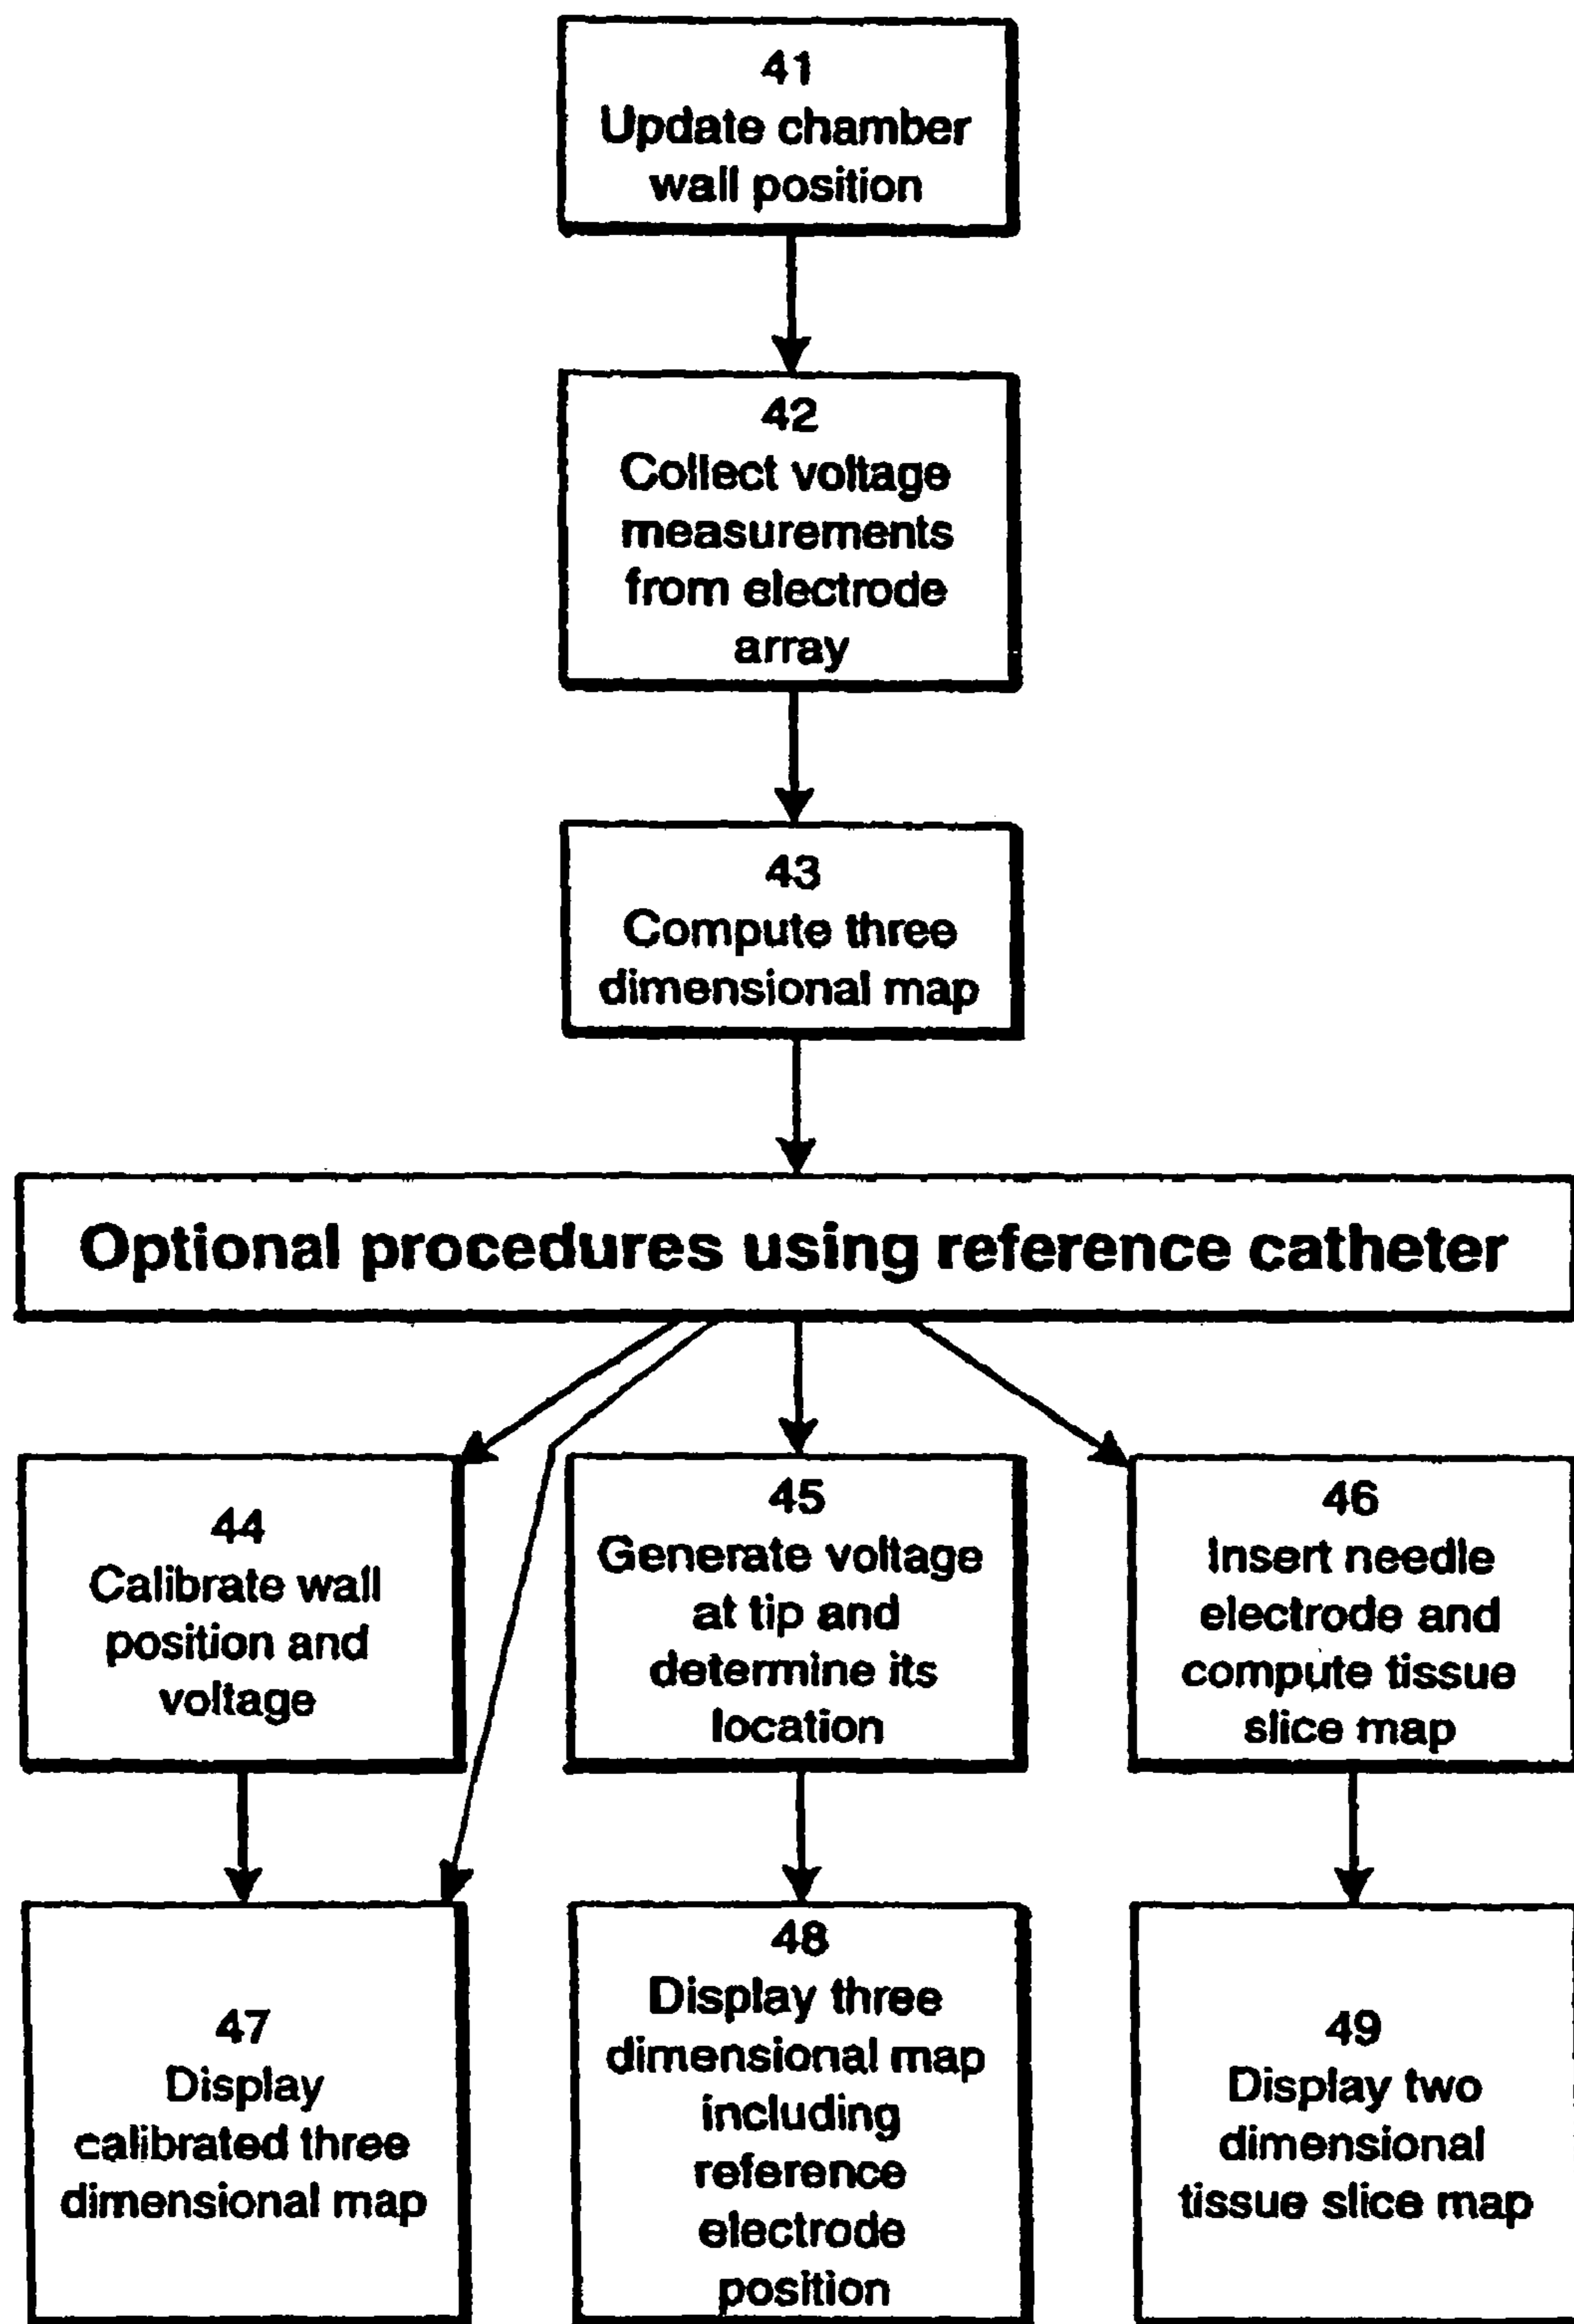 41
Update chamber
wall position
42
Collect voltage
measurements
from electrode
array
43
Compute three
dimensional map
Optional procedures using reference catheter
44
Calibrate wall
position and
voltage
45
Generate voltage
at tip and
determine its
location
46
Insert needle
electrode and
compute tissue
slice map
47
Display
calibrated three
dimensional map
48
Display three
dimensional map
including
reference
electrode
position
49
Display two
dimensional
tissue slice map